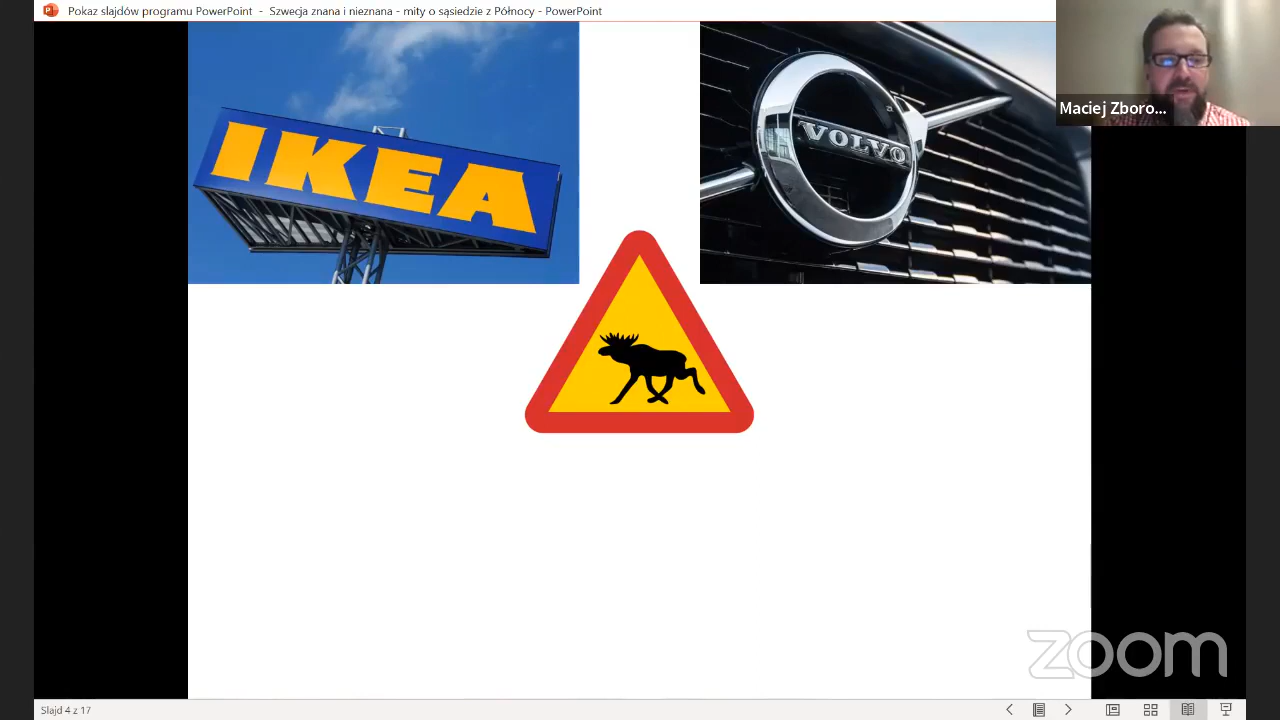 Pokaz slajdów programu PowerPoint - Szwecja znana i nieznana - mity o sąsiedzie z Północy - PowerPoint
Maciej Zboro...
IKEA
VOLVO
zoom
Slajd 4 z 17